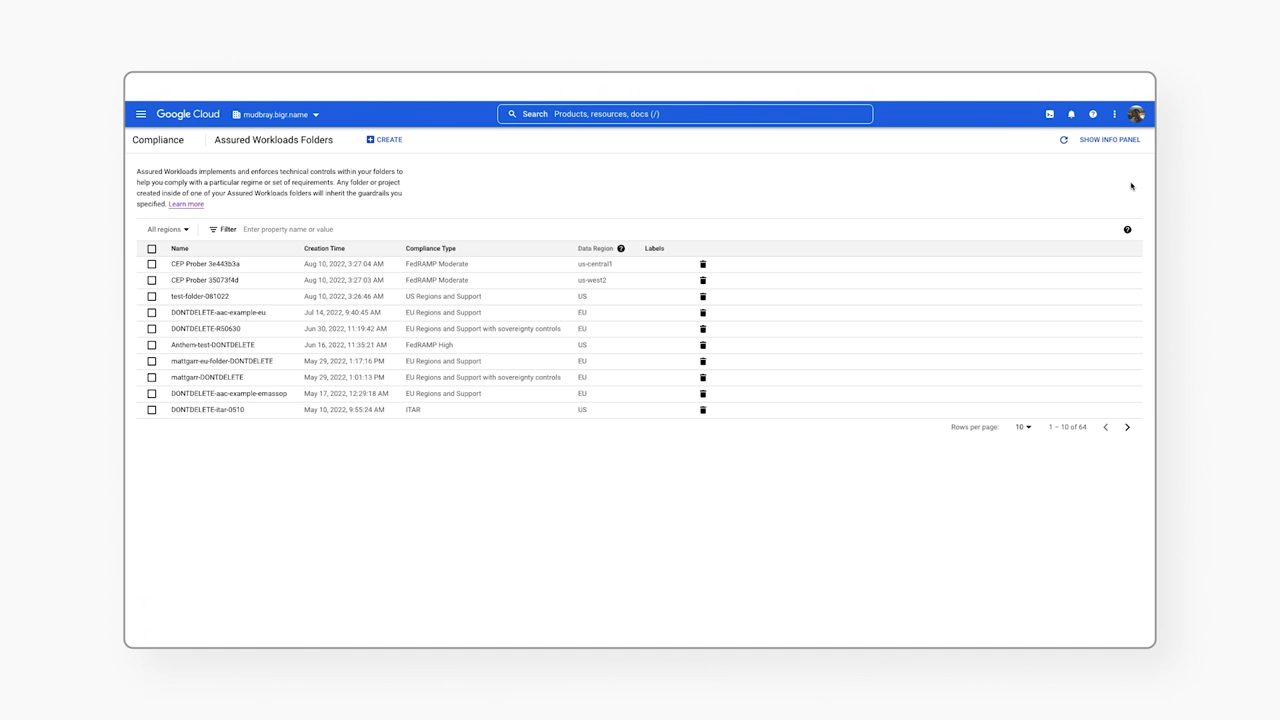 Google Cloud mudbray.bigr.name Search Products, resources, docs (/)
Compliance Assured Workloads Folders CREATE SHOW INFO PANEL
Assured Workloads implements and enforces technical controls within your folders to
help you comply with a particular regime or set of requirements. Any folder or project
created inside of one of your Assured Workloads folders will inherit the guardrails you
specified. Learn more
All regions Filter Enter property name or value
Name Creation Time Compliance Type Data Region Labels
CEP Prober 3e443b3a Aug 10, 2022, 3:27:04 AM FedRAMP Moderate us-central1
CEP Prober 35073f4d Aug 10, 2022, 3:27:03 AM FedRAMP Moderate us-west2
test-folder-081022 Aug 10, 2022, 3:26:46 AM US Regions and Support US
DONTDELETE-aac-example-eu Jul 14, 2022, 9:40:45 AM EU Regions and Support EU
DONTDELETE-R50630 Jun 30, 2022, 11:19:42 AM EU Regions and Support with sovereignty controls EU
Anthem-test-DONTDELETE Jun 16, 2022, 11:35:21 AM FedRAMP High US
mattgarr-eu-folder-DONTDELETE May 29, 2022, 1:17:16 PM EU Regions and Support EU
mattgarr-DONTDELETE May 29, 2022, 1:01:13 PM EU Regions and Support with sovereignty controls EU
DONTDELETE-aac-example-emassop May 17, 2022, 12:29:18 AM EU Regions and Support EU
DONTDELETE-itar-0510 May 10, 2022, 9:55:24 AM ITAR US
Rows per page: 10 1 – 10 of 64